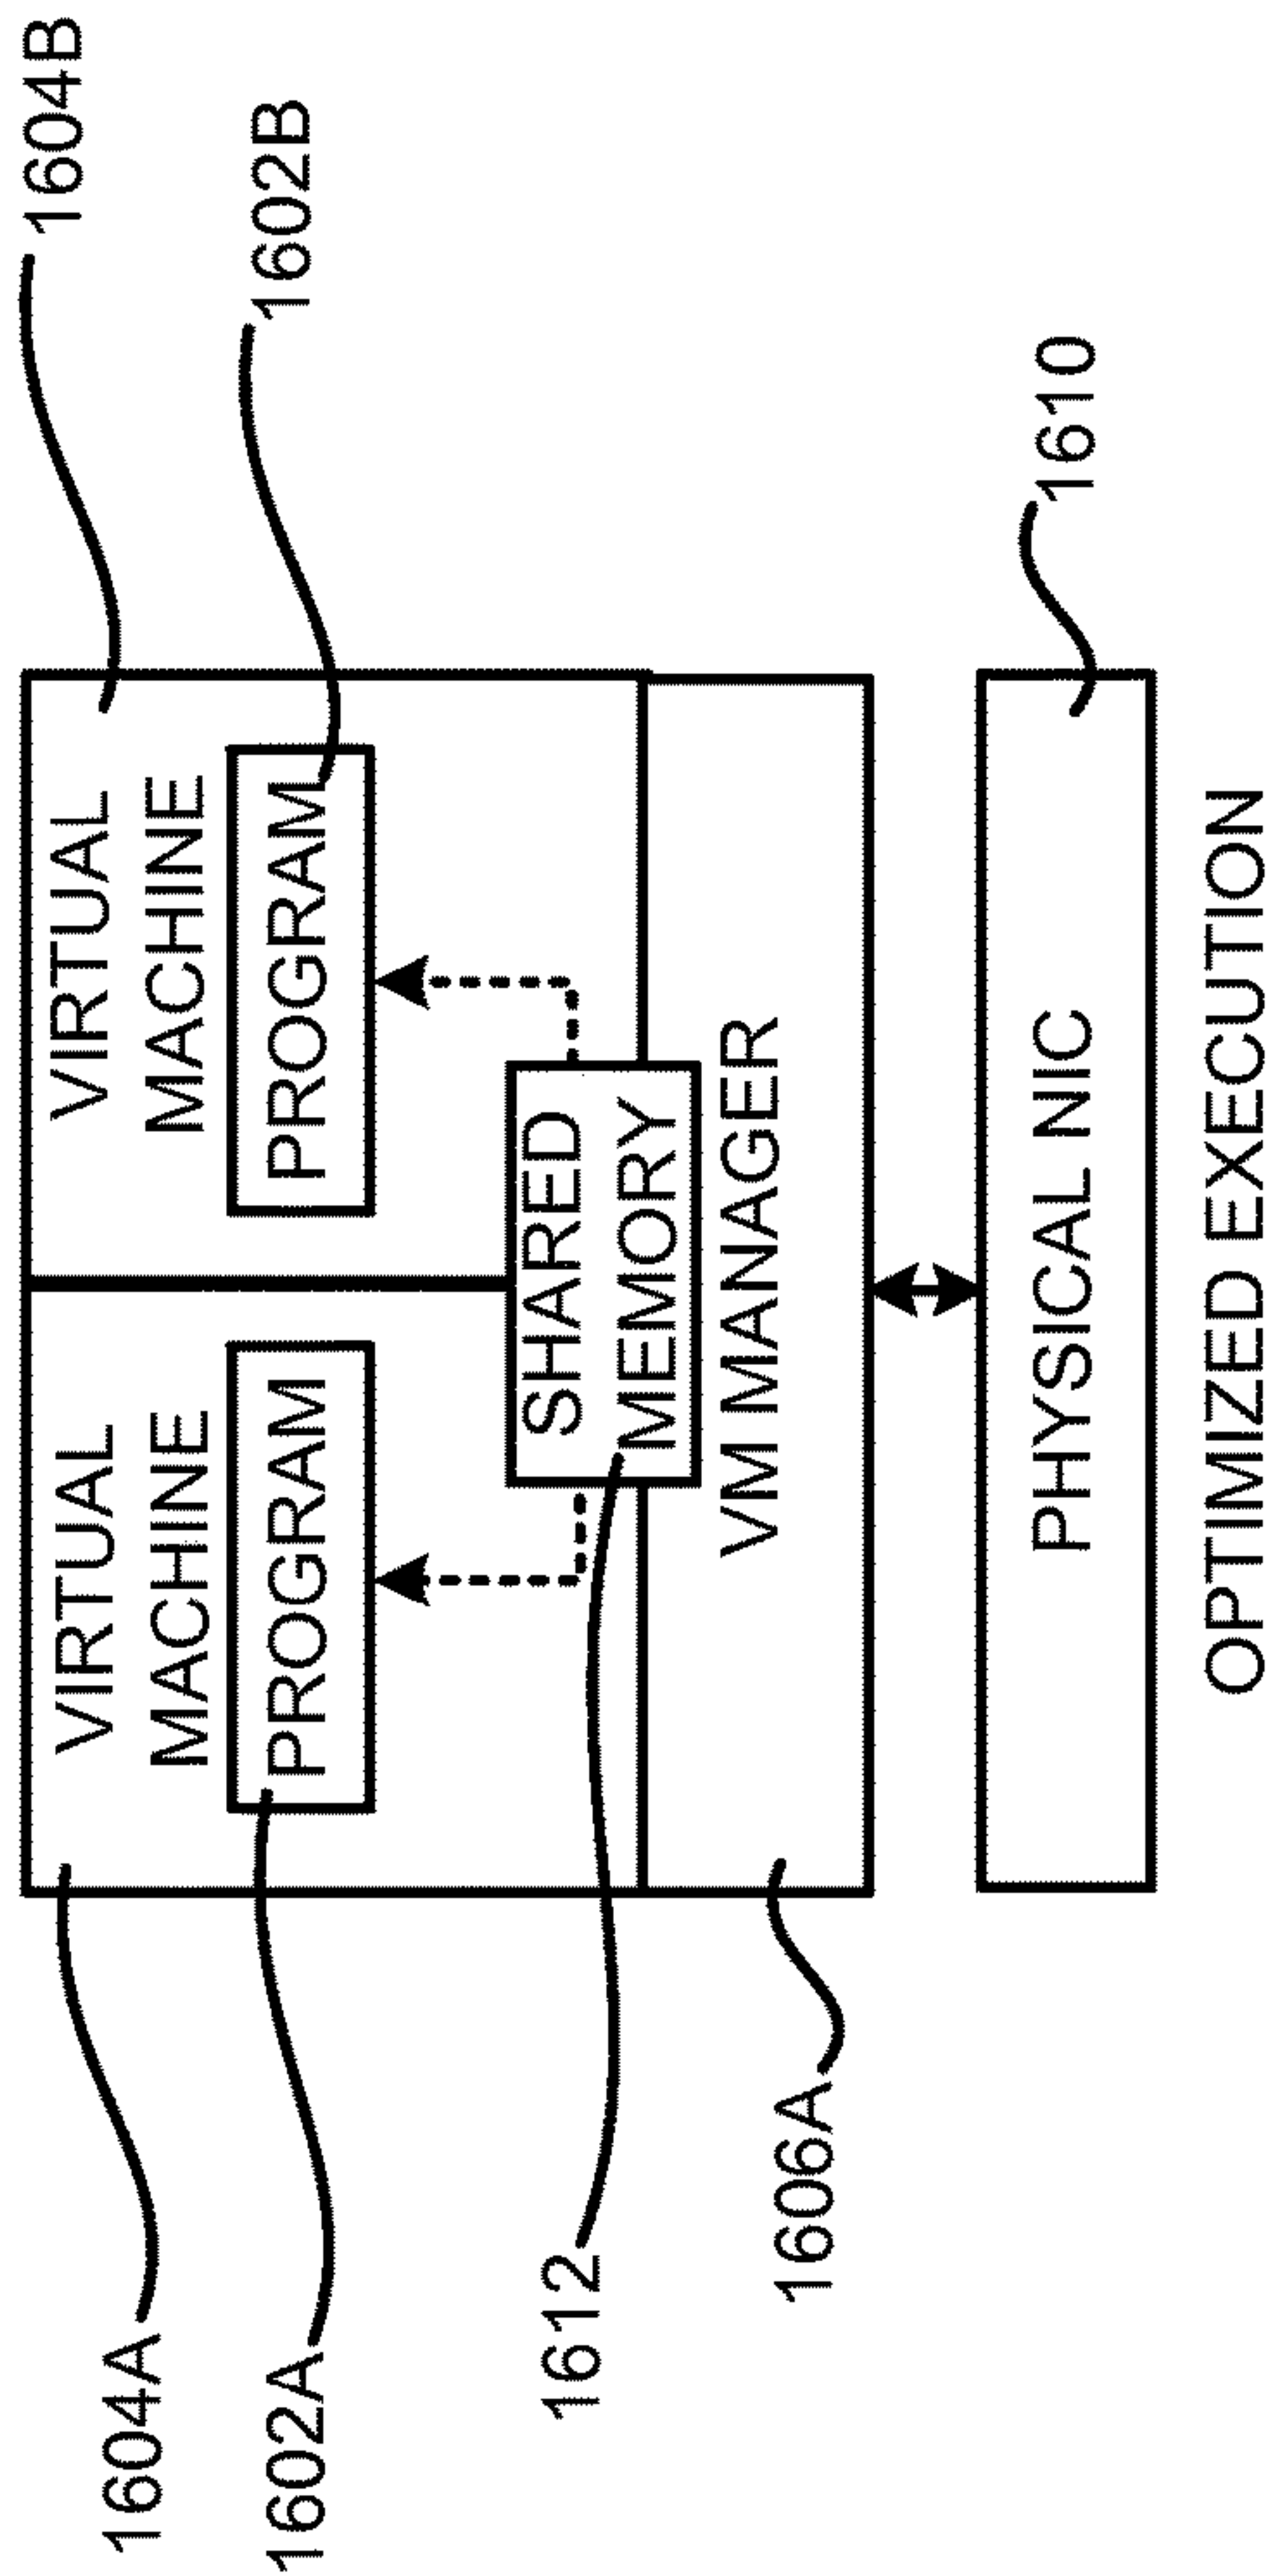 1604A
VIRTUAL
MACHINE
1602A
PROGRAM
VIRTUAL
MACHINE
1604B
PROGRAM
1602B
1612
SHARED
MEMORY
1606A
VM MANAGER
PHYSICAL NIC
1610
OPTIMIZED EXECUTION